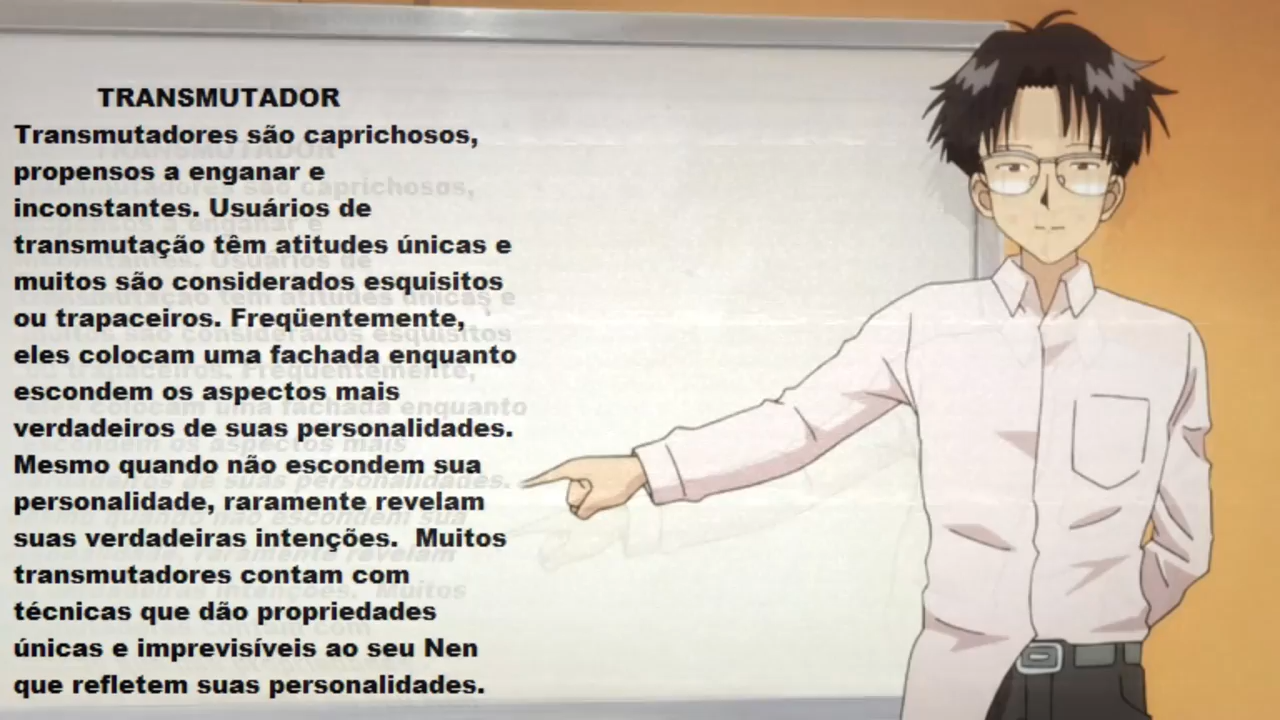 TRANSMUTADOR
Transmutadores são caprichosos,
propensos a enganar e
inconstantes. Usuários de
transmutação têm atitudes únicas e
muitos são considerados esquisitos
ou trapaceiros. Freqüentemente,
eles colocam uma fachada enquanto
escondem os aspectos mais
verdadeiros de suas personalidades.
Mesmo quando não escondem sua
personalidade, raramente revelam
suas verdadeiras intenções.  Muitos
transmutadores contam com
técnicas que dão propriedades
únicas e imprevisíveis ao seu Nen
que refletem suas personalidades.